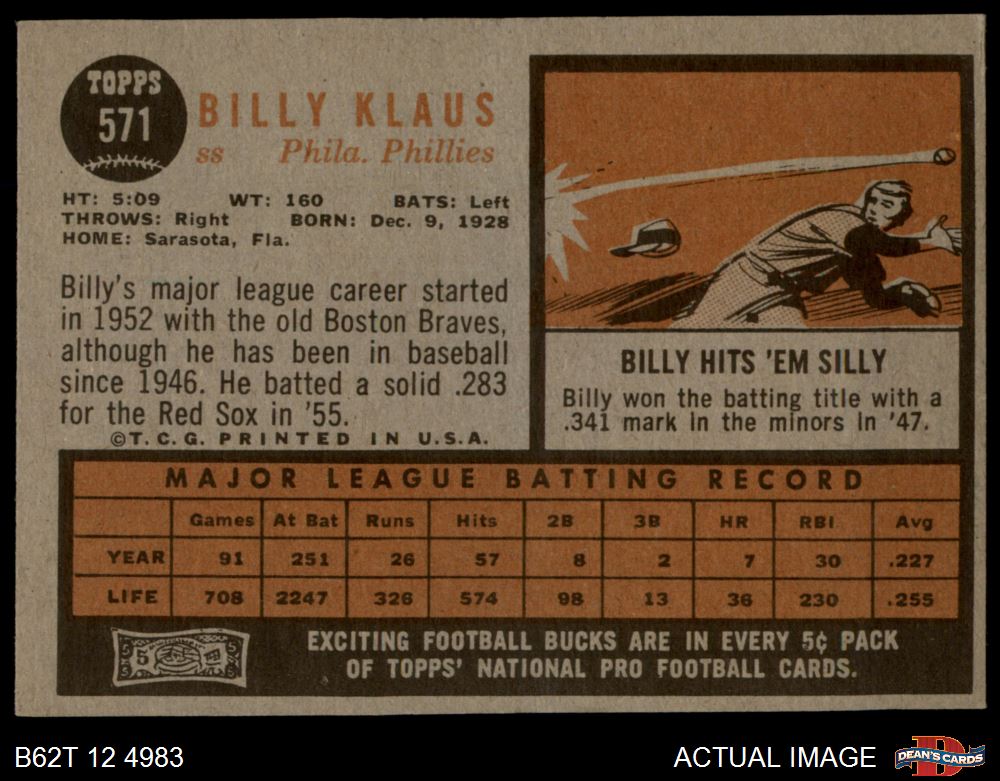 TOPPS
571
BILLY KLAUS
ss Phila. Phillies
HT: 5:09 WT: 160 BATS: Left
THROWS: Right BORN: Dec. 9, 1928
HOME: Sarasota, Fla.
Billy's major league career started
in 1952 with the old Boston Braves,
although he has been in baseball
since 1946. He batted a solid .283
for the Red Sox in '55.
©T.C.G. PRINTED IN U.S.A.
BILLY HITS 'EM SILLY
Billy won the batting title with a
.341 mark in the minors in '47.
MAJOR LEAGUE BATTING RECORD
Games At Bat Runs Hits 2B 3B HR RBI Avg
YEAR 91 251 26 57 8 2 7 30 .227
LIFE 708 2247 326 574 98 13 36 230 .255
5 5 5 5 5
EXCITING FOOTBALL BUCKS ARE IN EVERY 5¢ PACK
OF TOPPS' NATIONAL PRO FOOTBALL CARDS.
B62T 12 4983
ACTUAL IMAGE
D
DEAN'S CARDS